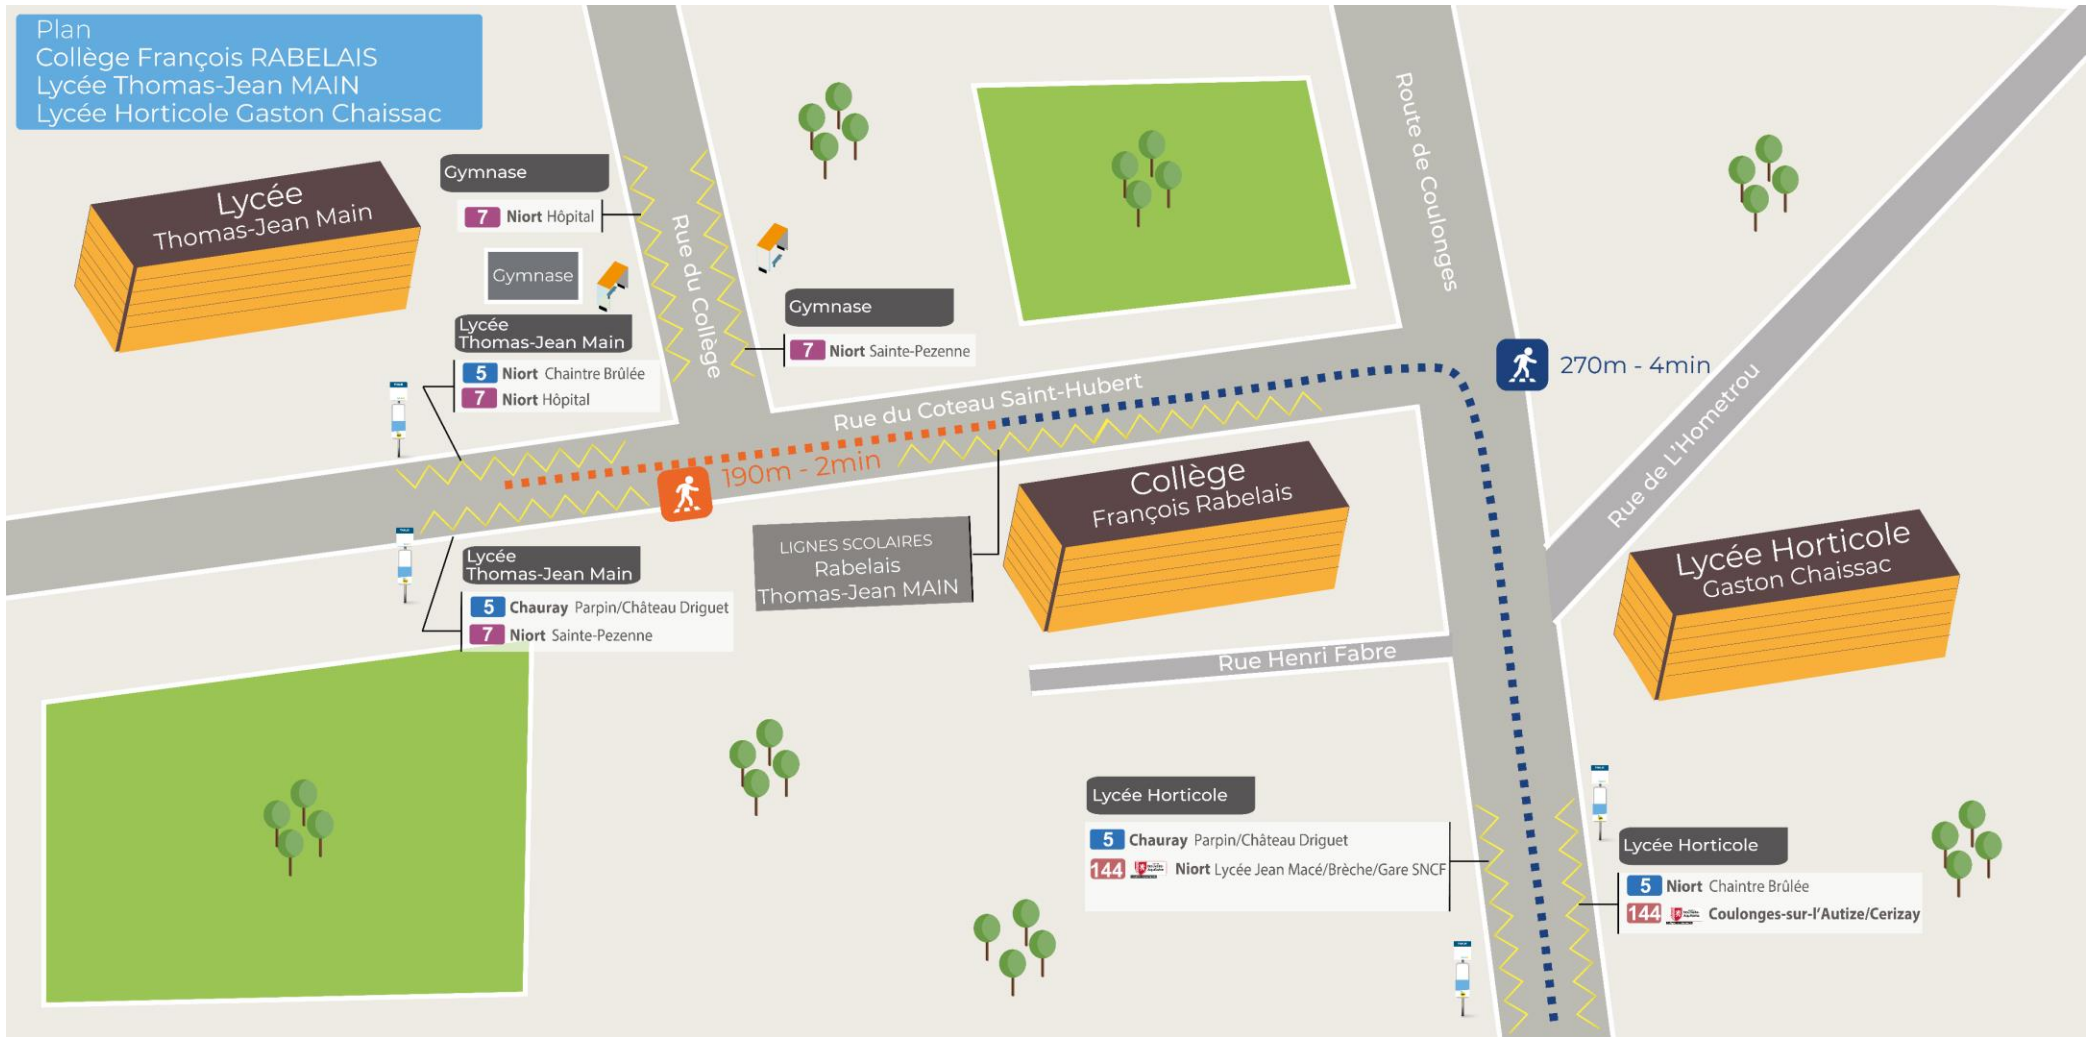 Plan
Collège François RABELAIS
Lycée Thomas-Jean MAIN
Lycée Horticole Gaston Chaissac
Lycée
Thomas-Jean Main
Gymnase
7 Niort Hôpital
Gymnase
Rue du Collège
Gymnase
7 Niort Sainte-Pezenne
Lycée
Thomas-Jean Main
5 Niort Chaintre Brûlée
7 Niort Hôpital
Route de Coulonges
270m - 4min
Rue de L'Hometrou
Rue du Coteau Saint-Hubert
190m - 2min
Collège
François Rabelais
LIGNES SCOLAIRES
Rabelais
Thomas-Jean MAIN
Lycée
Thomas-Jean Main
5 Chauray Parpin/Château Driguet
7 Niort Sainte-Pezenne
Lycée Horticole
Gaston Chaissac
Rue Henri Fabre
Lycée Horticole
5 Chauray Parpin/Château Driguet
144 Niort Lycée Jean Macé/Brèche/Gare SNCF
Lycée Horticole
5 Niort Chaintre Brûlée
144 Coulonges-sur-l'Autize/Cerizay